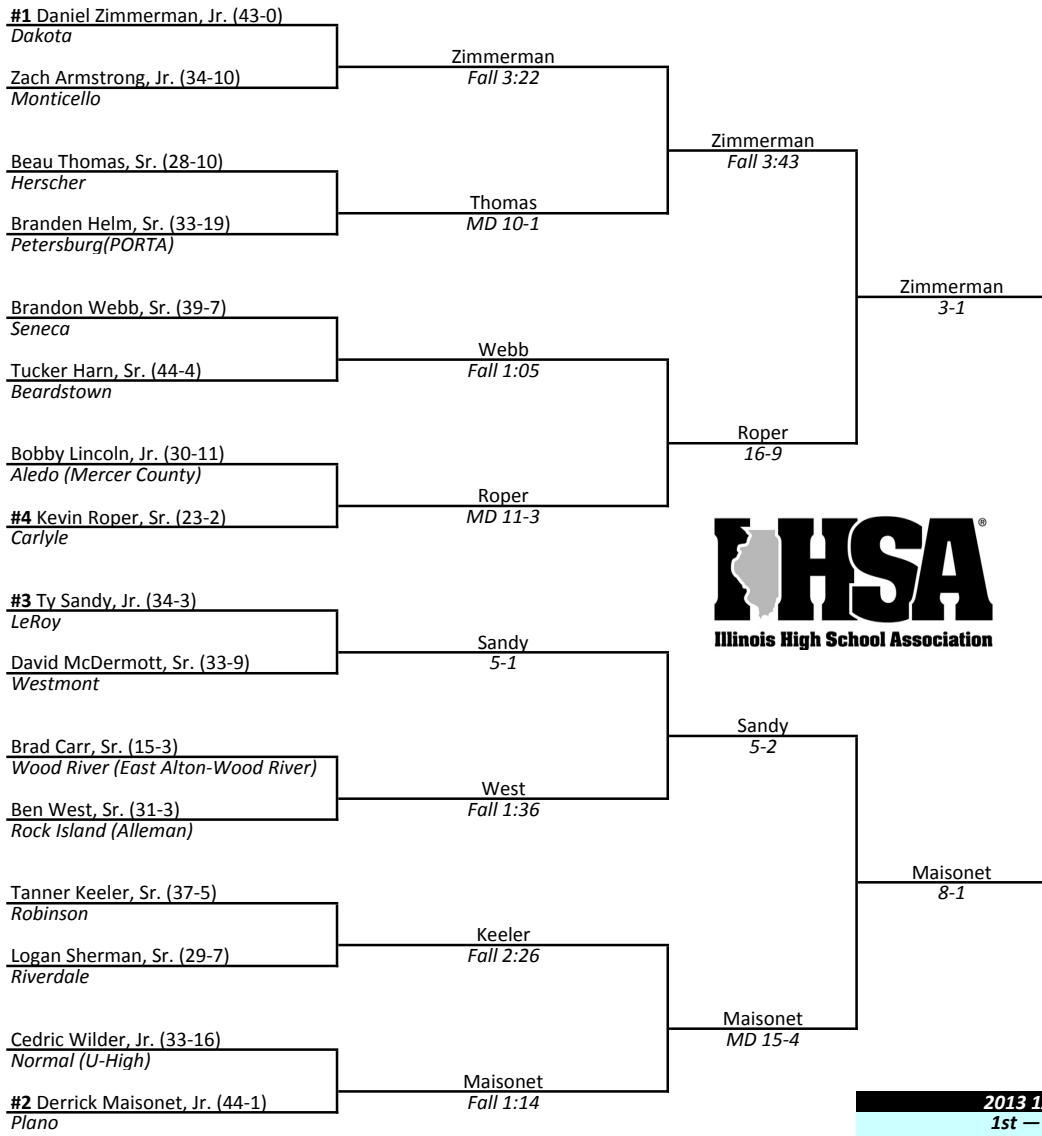 #1 Daniel Zimmerman, Jr. (43-0)
Dakota
Zach Armstrong, Jr. (34-10)
Monticello
Zimmerman
Fall 3:22
Beau Thomas, Sr. (28-10)
Herscher
Branden Helm, Sr. (33-19)
Petersburg(PORTA)
Thomas
MD 10-1
Zimmerman
Fall 3:43
Brandon Webb, Sr. (39-7)
Seneca
Tucker Harn, Sr. (44-4)
Beardstown
Webb
Fall 1:05
Bobby Lincoln, Jr. (30-11)
Aledo (Mercer County)
#4 Kevin Roper, Sr. (23-2)
Carlyle
Roper
MD 11-3
Roper
16-9
Zimmerman
3-1
IHSA®
Illinois High School Association
#3 Ty Sandy, Jr. (34-3)
LeRoy
David McDermott, Sr. (33-9)
Westmont
Sandy
5-1
Brad Carr, Sr. (15-3)
Wood River (East Alton-Wood River)
Ben West, Sr. (31-3)
Rock Island (Alleman)
West
Fall 1:36
Sandy
5-2
Tanner Keeler, Sr. (37-5)
Robinson
Logan Sherman, Sr. (29-7)
Riverdale
Keeler
Fall 2:26
Cedric Wilder, Jr. (33-16)
Normal (U-High)
#2 Derrick Maisonet, Jr. (44-1)
Plano
Maisonet
Fall 1:14
Maisonet
MD 15-4
Maisonet
8-1
2013 1
1st —